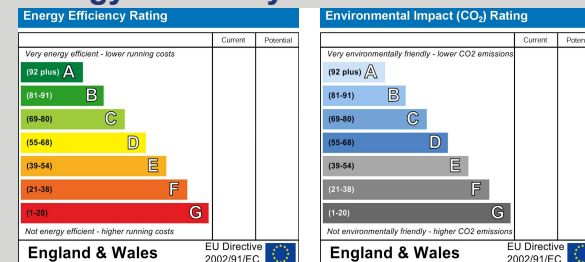 Energy Efficiency Rating
Current Potential
Very energy efficient - lower running costs
(92 plus) A
(81-91) B
(69-80) C
(55-68) D
(39-54) E
(21-38) F
(1-20) G
Not energy efficient - higher running costs
England & Wales
EU Directive
2002/91/EC
Environmental Impact (CO₂) Rating
Current
Very environmentally friendly - lower CO2 emissions
(92 plus) A
(81-91) B
(69-80) C
(55-68) D
(39-54) E
(21-38) F
(1-20) G
Not environmentally friendly - higher CO2 emissions
England & Wales
EU Directive
2002/91/EC